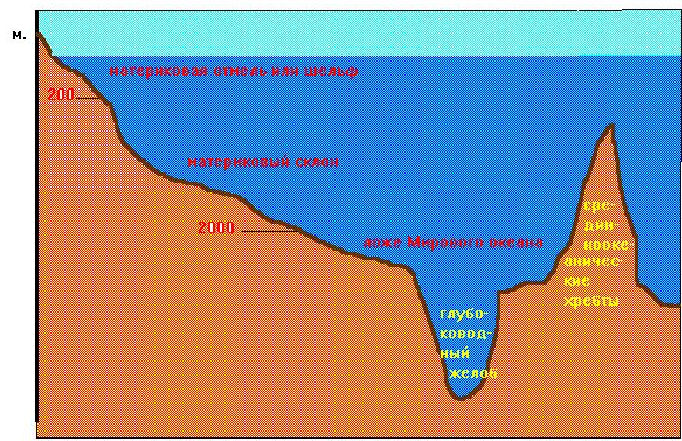 м.
материковая отмель или шельф
200
материковый склон
2000
ложе Мирового океана
сре-
дин-
нооке-
аничес-
кие
хребты
глубо-
ковод-
ный
желоб